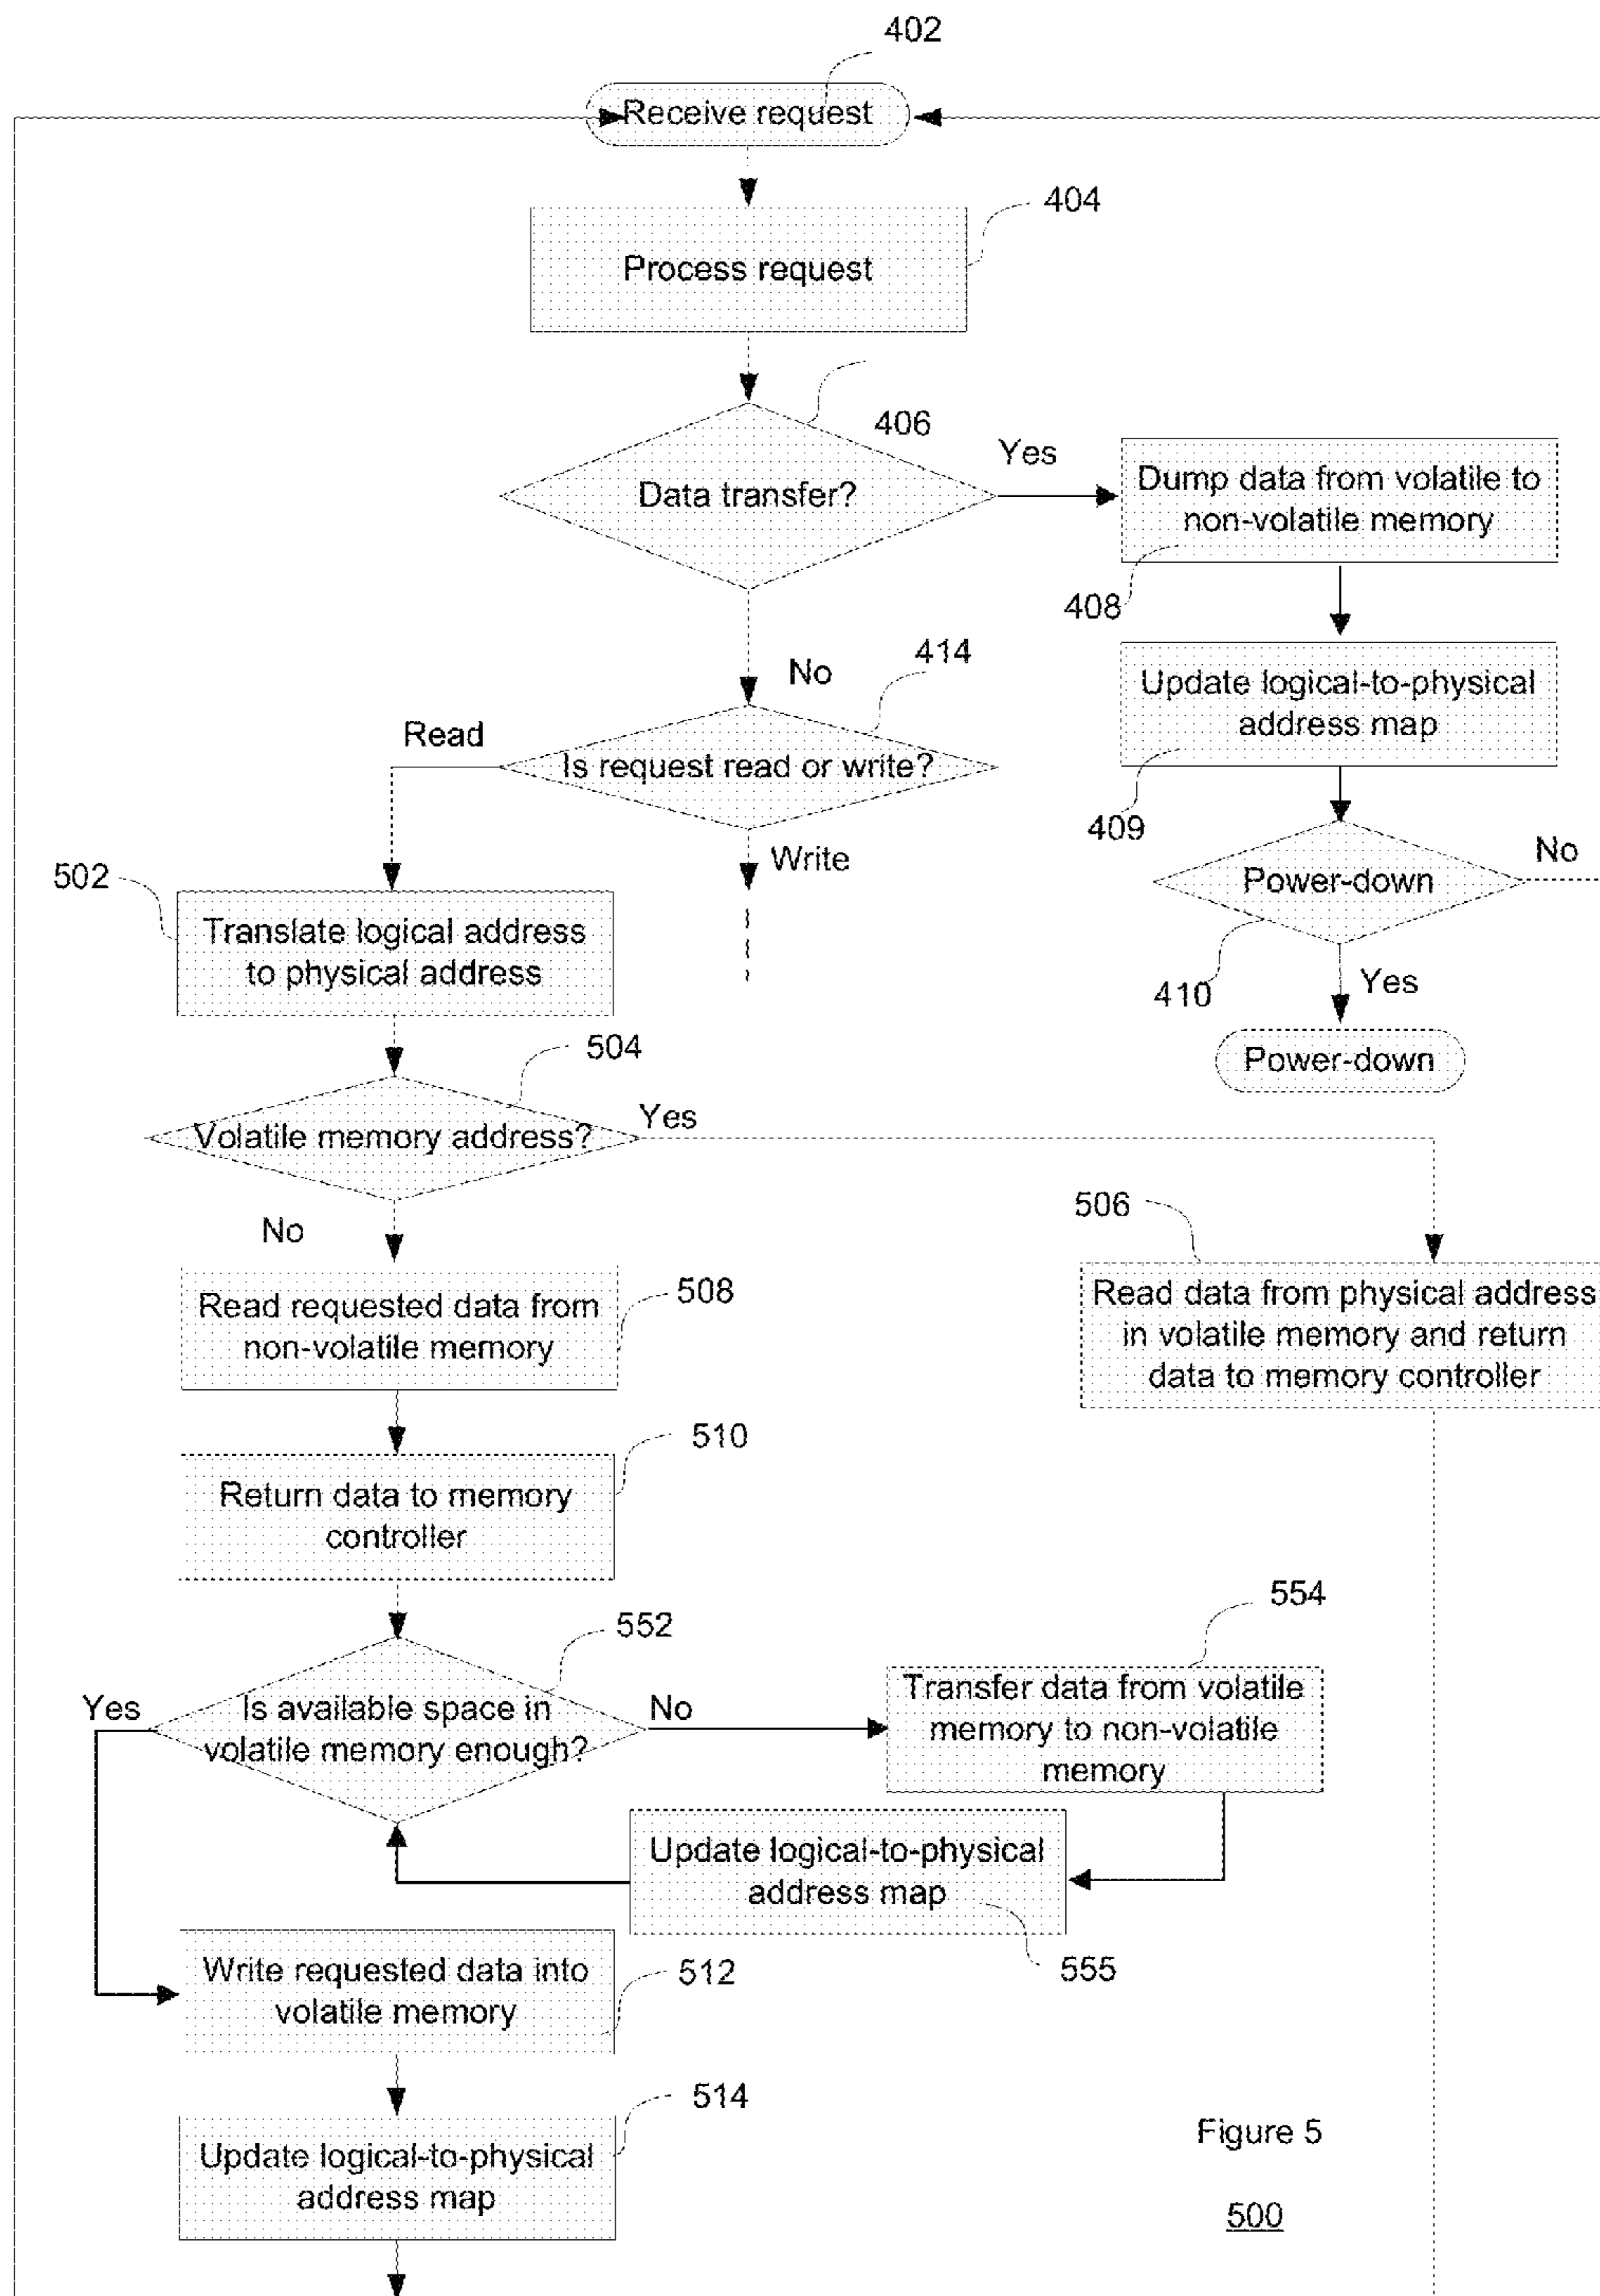 402
Receive request
404
Process request
406
Data transfer?
Yes
Dump data from volatile to
non-volatile memory
408
No
414
Update logical-to-physical
address map
409
Read
Is request read or write?
Write
Power-down
No
410
Yes
Power-down
502
Translate logical address
to physical address
504
Volatile memory address?
Yes
No
506
Read data from physical address
in volatile memory and return
data to memory controller
508
Read requested data from
non-volatile memory
510
Return data to memory
controller
552
Is available space in
volatile memory enough?
Yes
No
554
Transfer data from volatile
memory to non-volatile
memory
Update logical-to-physical
address map
555
Write requested data into
volatile memory
512
514
Update logical-to-physical
address map
Figure 5
500